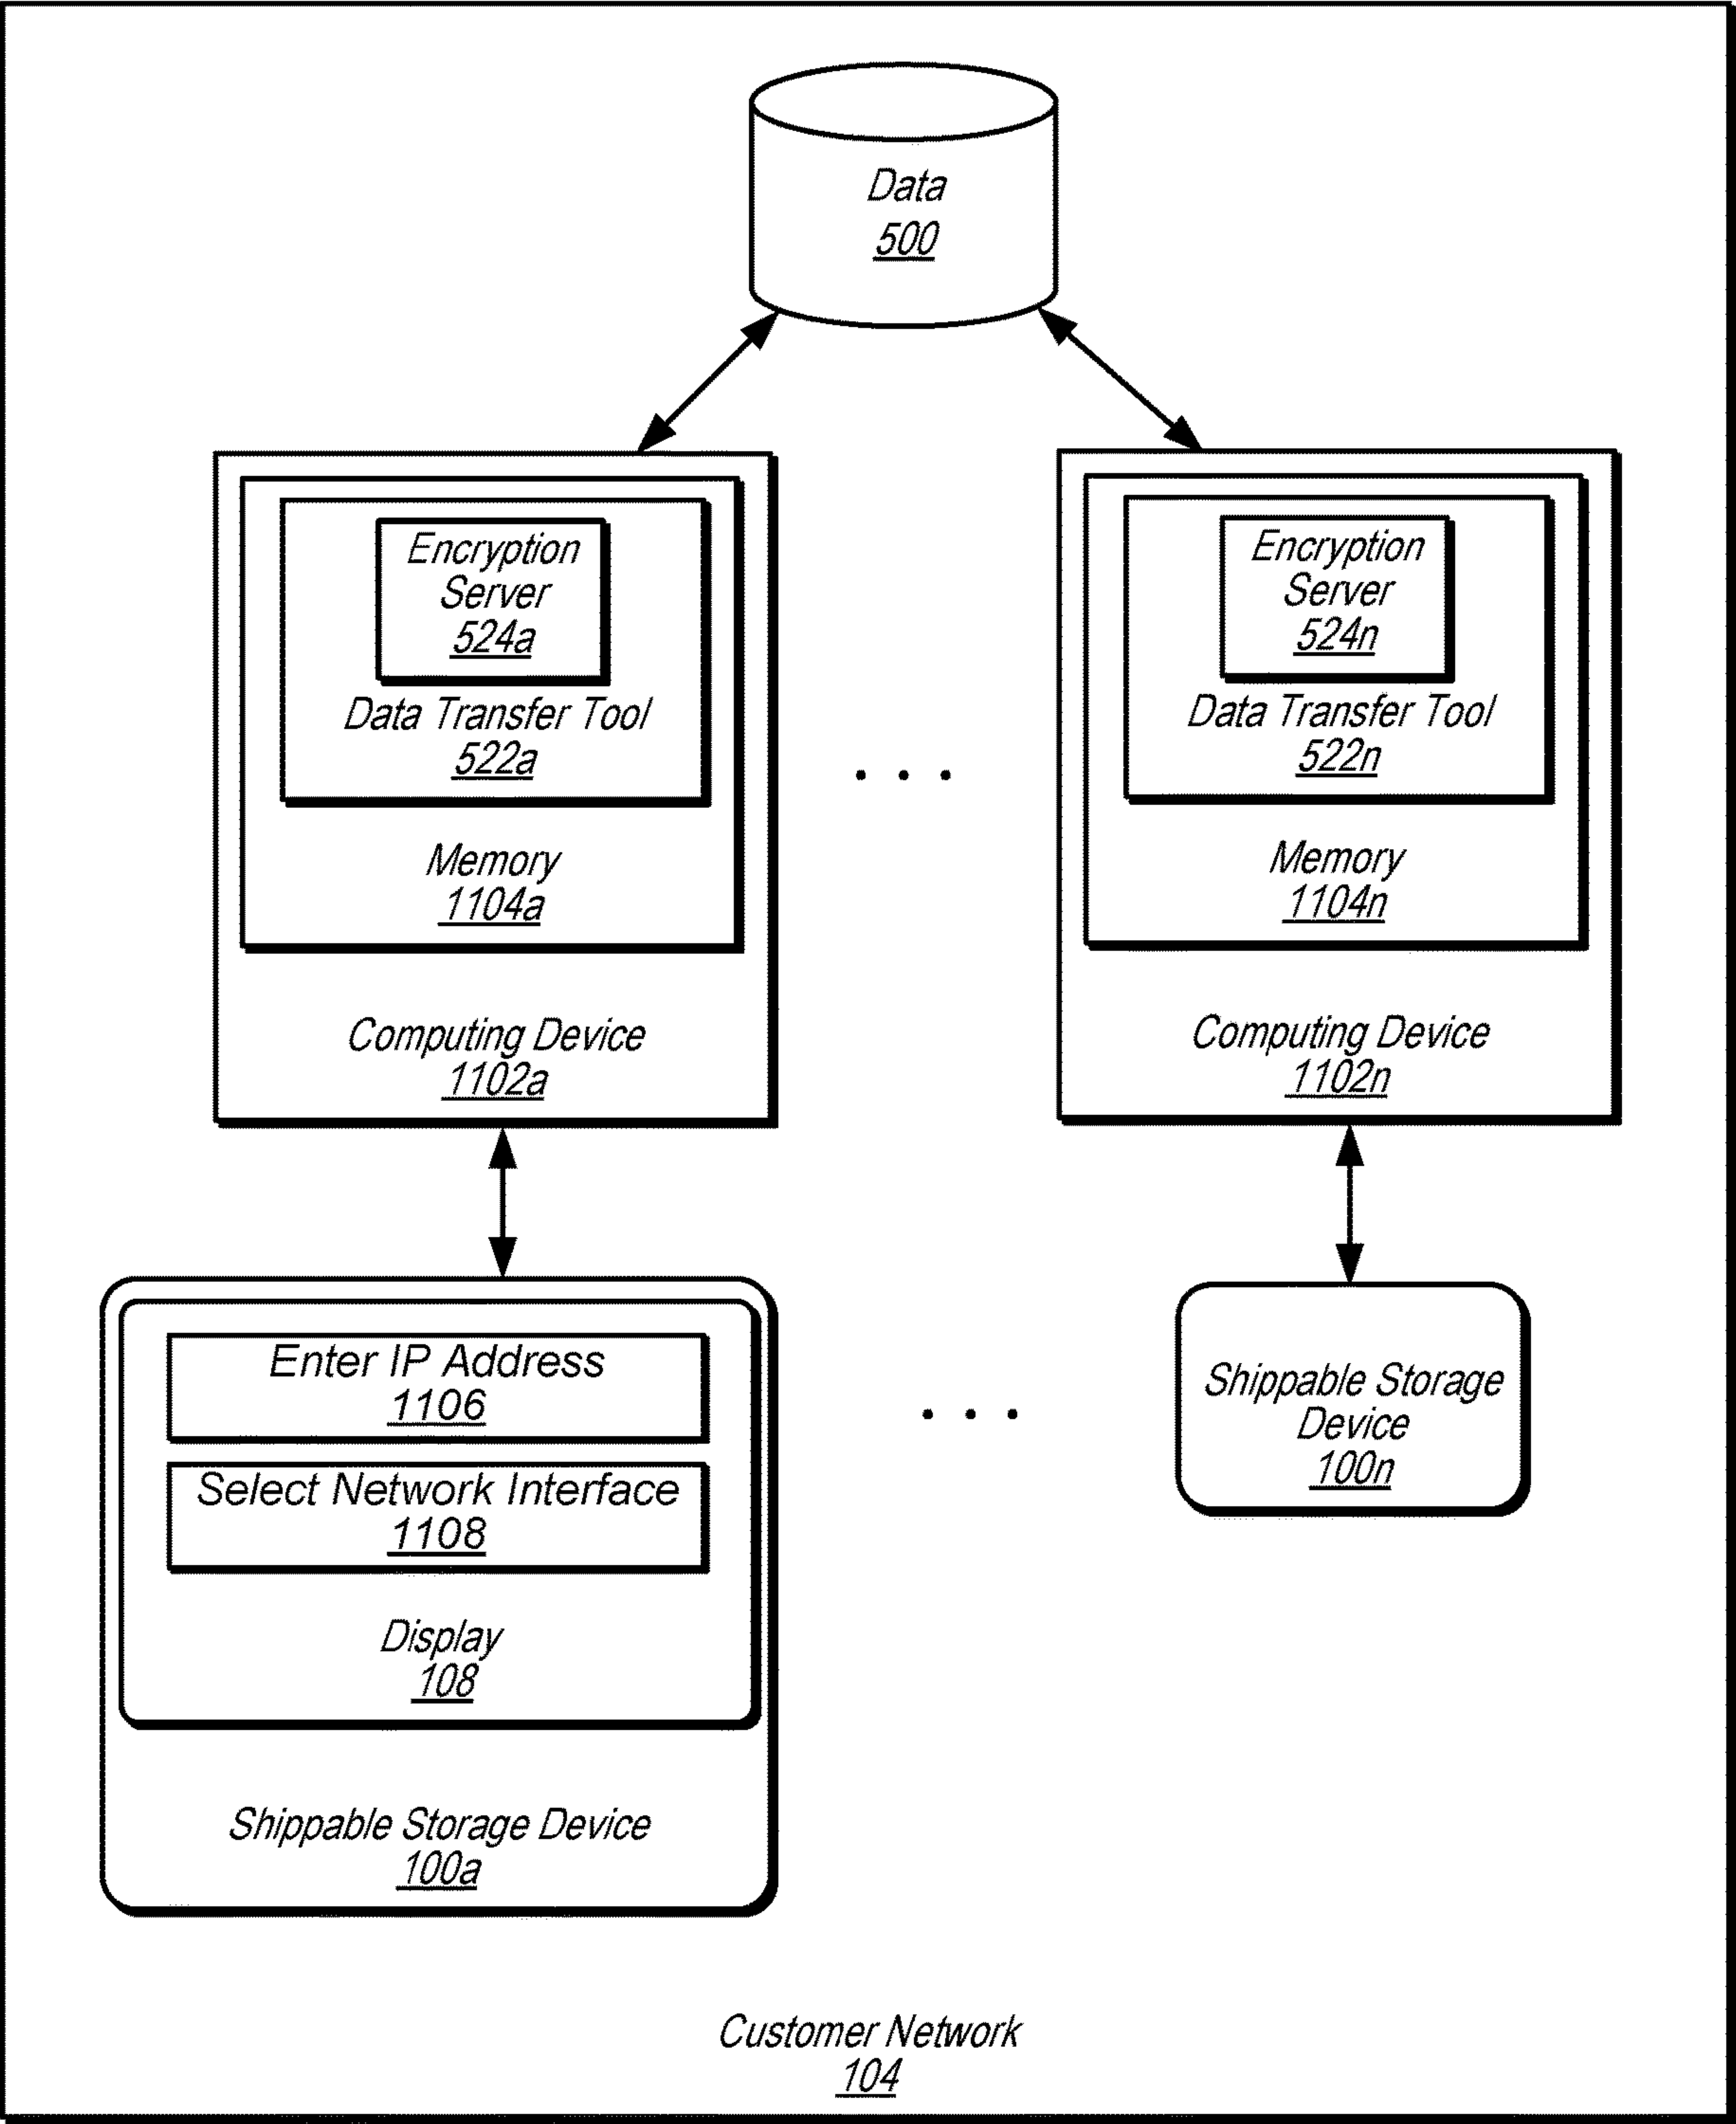 Data
500
Encryption
Server
524a
Data Transfer Tool
522a
Memory
1104a
Computing Device
1102a
. . .
Encryption
Server
524n
Data Transfer Tool
522n
Memory
1104n
Computing Device
1102n
Enter IP Address
1106
Select Network Interface
1108
Display
108
Shippable Storage Device
100a
. . .
Shippable Storage
Device
100n
Customer Network
104